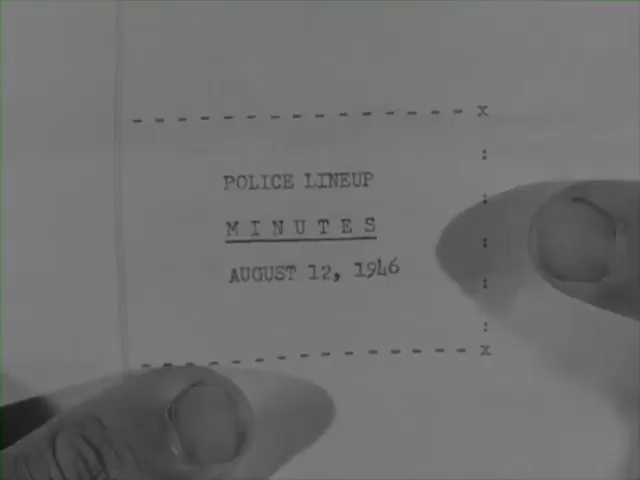 - - - - - - - - - - - - - - - x
:
POLICE LINEUP
:
M I N U T E S
:
AUGUST 12, 1946
:
:
- - - - - - - - - - - - - - - x